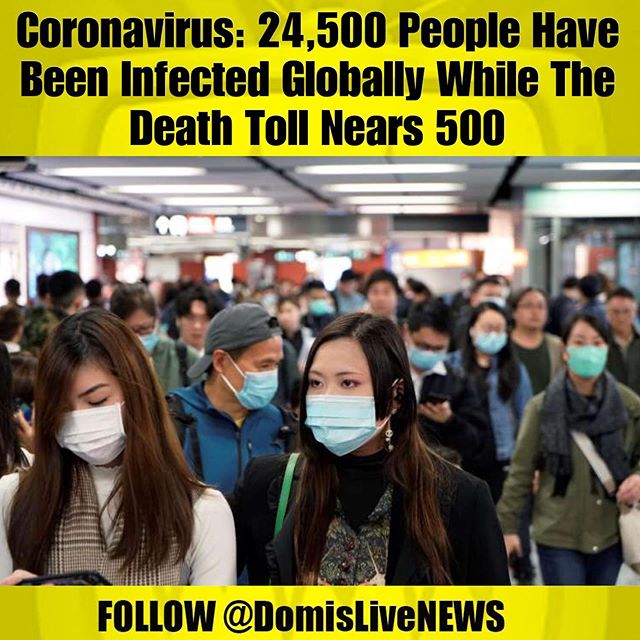 Coronavirus: 24,500 People Have
Been Infected Globally While The
Death Toll Nears 500
FOLLOW @DomisLiveNEWS